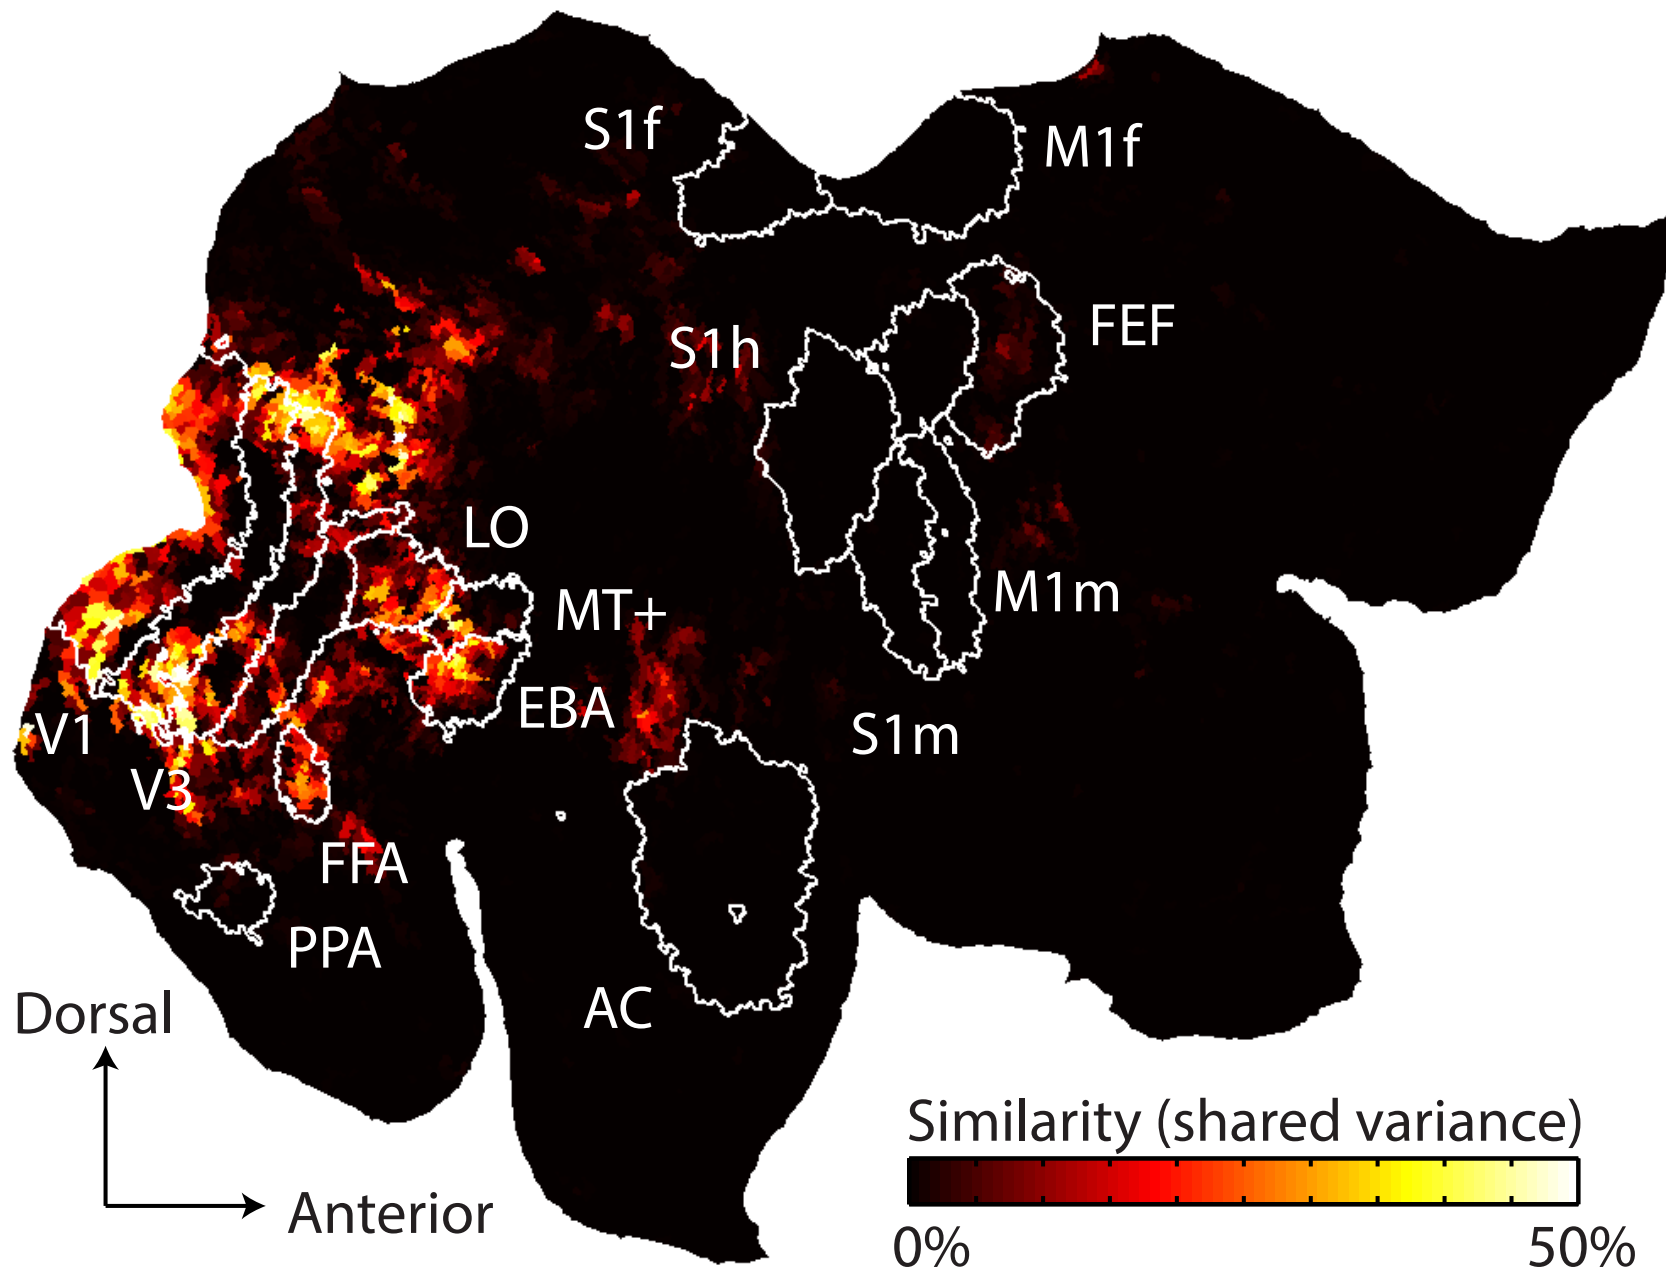 S1f
M1f
FEF
S1h
LO
MT+
M1m
EBA
S1m
V1
V3
FFA
PPA
AC
Dorsal
Anterior
Similarity (shared variance)
0%
50%